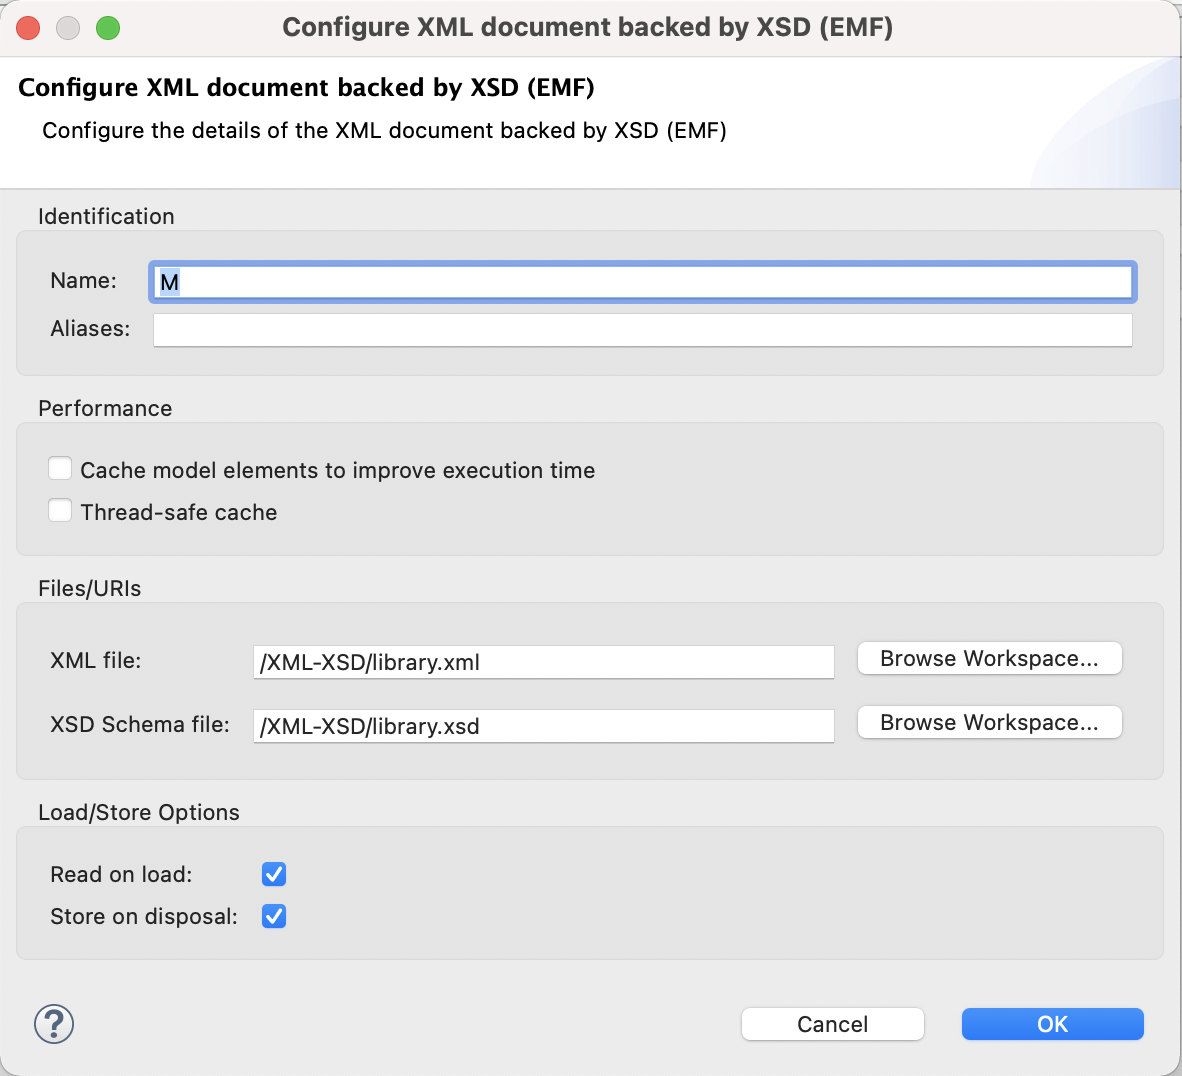 Configure XML document backed by XSD (EMF)
Configure XML document backed by XSD (EMF)
Configure the details of the XML document backed by XSD (EMF)
Identification
Name: M
Aliases:
Performance
Cache model elements to improve execution time
Thread-safe cache
Files/URIs
XML file: /XML-XSD/library.xml Browse Workspace...
XSD Schema file: /XML-XSD/library.xsd Browse Workspace...
Load/Store Options
Read on load:
Store on disposal:
? Cancel OK